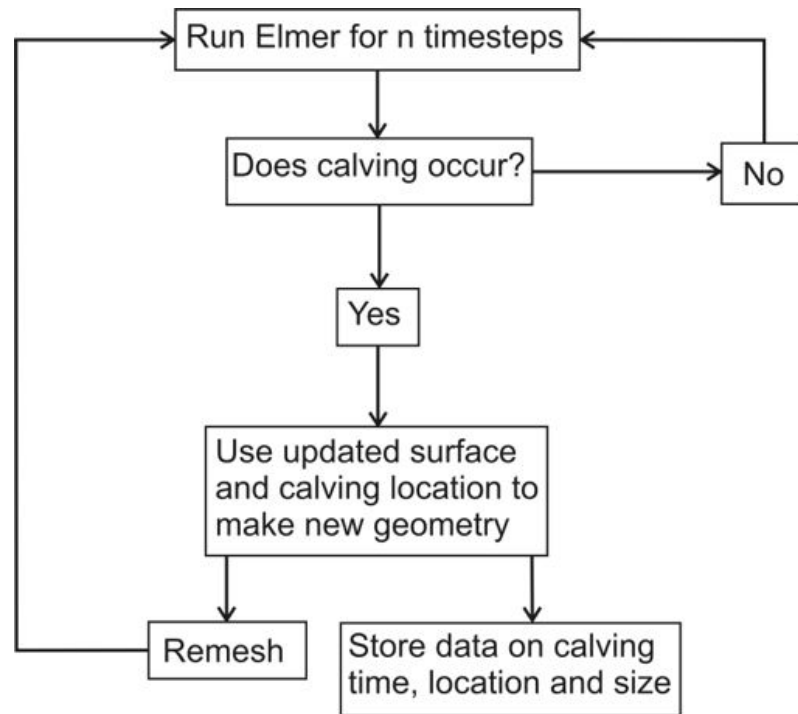 Run Elmer for n timesteps
Does calving occur?
No
Yes
Use updated surface
and calving location to
make new geometry
Remesh
Store data on calving
time, location and size